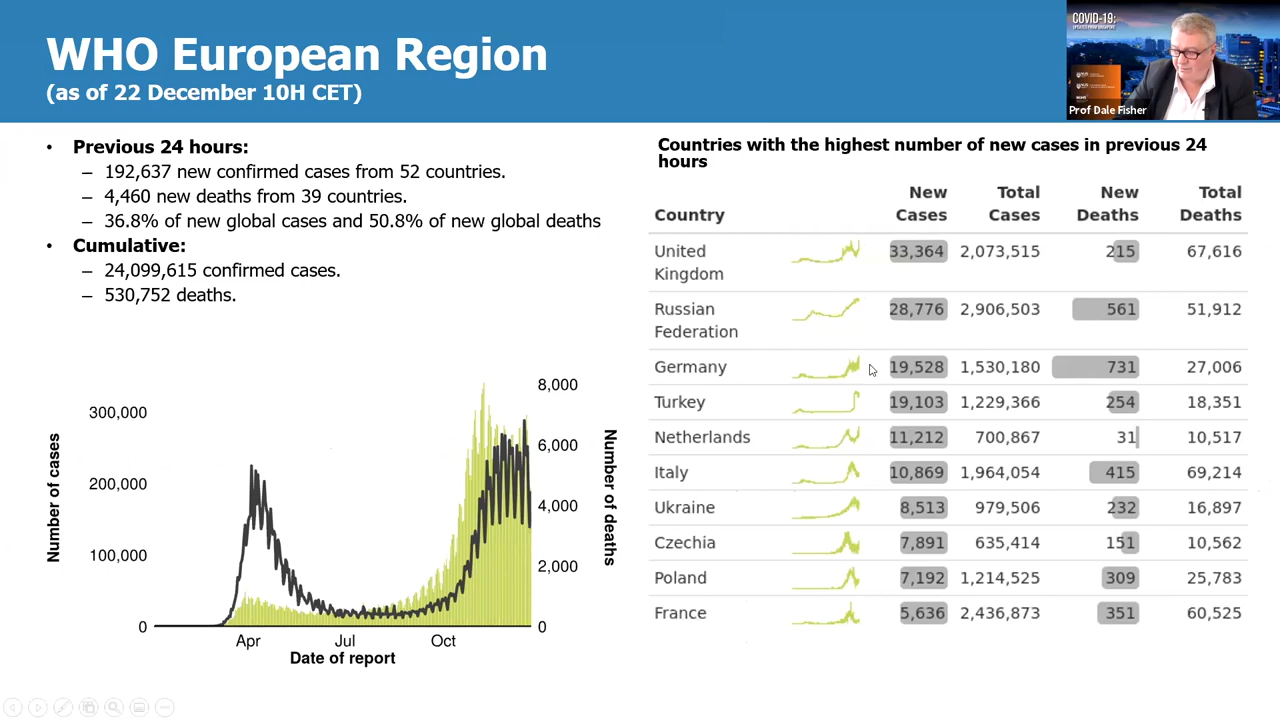 WHO European Region
(as of 22 December 10H CET)
COVID-19:
Prof Dale Fisher
• Previous 24 hours:
– 192,637 new confirmed cases from 52 countries.
– 4,460 new deaths from 39 countries.
– 36.8% of new global cases and 50.8% of new global deaths
• Cumulative:
– 24,099,615 confirmed cases.
– 530,752 deaths.
Number of cases
300,000
200,000
100,000
0
8,000
6,000
4,000
2,000
0
Number of deaths
Apr Jul Oct
Date of report
Countries with the highest number of new cases in previous 24
hours
Country New Cases Total Cases New Deaths Total Deaths
United Kingdom 33,364 2,073,515 215 67,616
Russian Federation 28,776 2,906,503 561 51,912
Germany 19,528 1,530,180 731 27,006
Turkey 19,103 1,229,366 254 18,351
Netherlands 11,212 700,867 31 10,517
Italy 10,869 1,964,054 415 69,214
Ukraine 8,513 979,506 232 16,897
Czechia 7,891 635,414 151 10,562
Poland 7,192 1,214,525 309 25,783
France 5,636 2,436,873 351 60,525